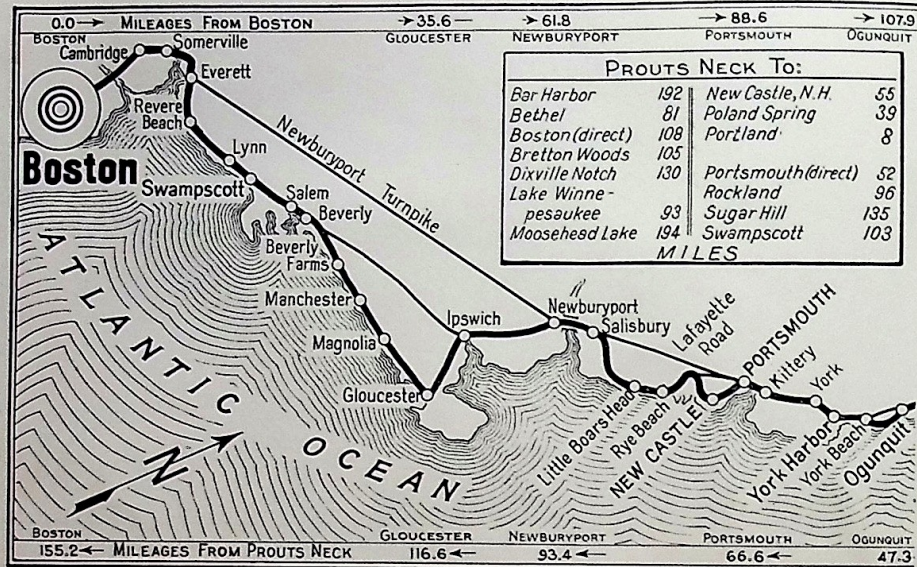 0.0 → MILEAGES FROM BOSTON → 35.6 → 61.8 → 88.6 → 107.9
BOSTON GLOUCESTER NEWBURYPORT PORTSMOUTH OGUNQUIT
Cambridge
Somerville
Everett
Revere
Beach
Boston
Lynn
Swampscott
Salem
Beverly
Beverly
Farms
Manchester
Magnolia
Gloucester
Ipswich
Newburyport Turnpike
Newburyport
Salisbury
Lafayette
Road
PORTSMOUTH
Kittery
York
Little Boars Head
Rye Beach
NEW CASTLE
York Harbor
York Beach
Ogunquit
PROUTS NECK TO:
Bar Harbor 192
Bethel 81
Boston (direct) 108
Bretton Woods 105
Dixville Notch 130
Lake Winne-
pesaukee 93
Moosehead Lake 194
New Castle, N.H. 55
Poland Spring 39
Portland 8
Portsmouth (direct) 52
Rockland 96
Sugar Hill 135
Swampscott 103
MILES
ATLANTIC OCEAN
N
BOSTON GLOUCESTER NEWBURYPORT PORTSMOUTH OGUNQUIT
155.2 ← MILEAGES FROM PROUTS NECK 116.6 ← 93.4 ← 66.6 ← 47.3